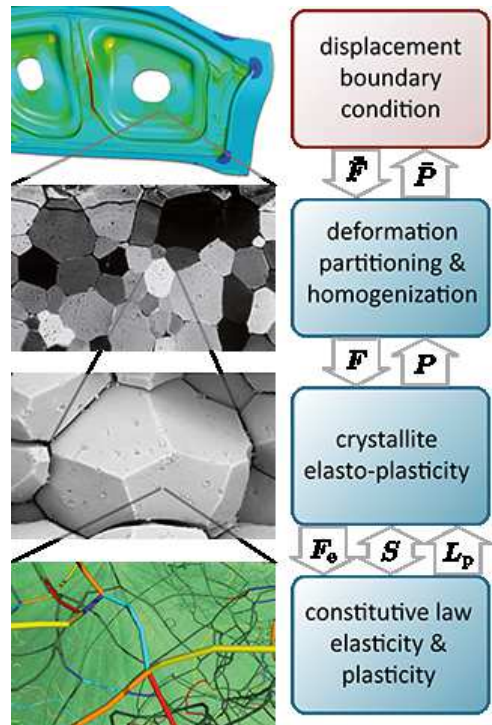 displacement
boundary
condition
F̄ P̄
deformation
partitioning &
homogenization
F P
crystallite
elasto-plasticity
Fe S Lp
constitutive law
elasticity &
plasticity